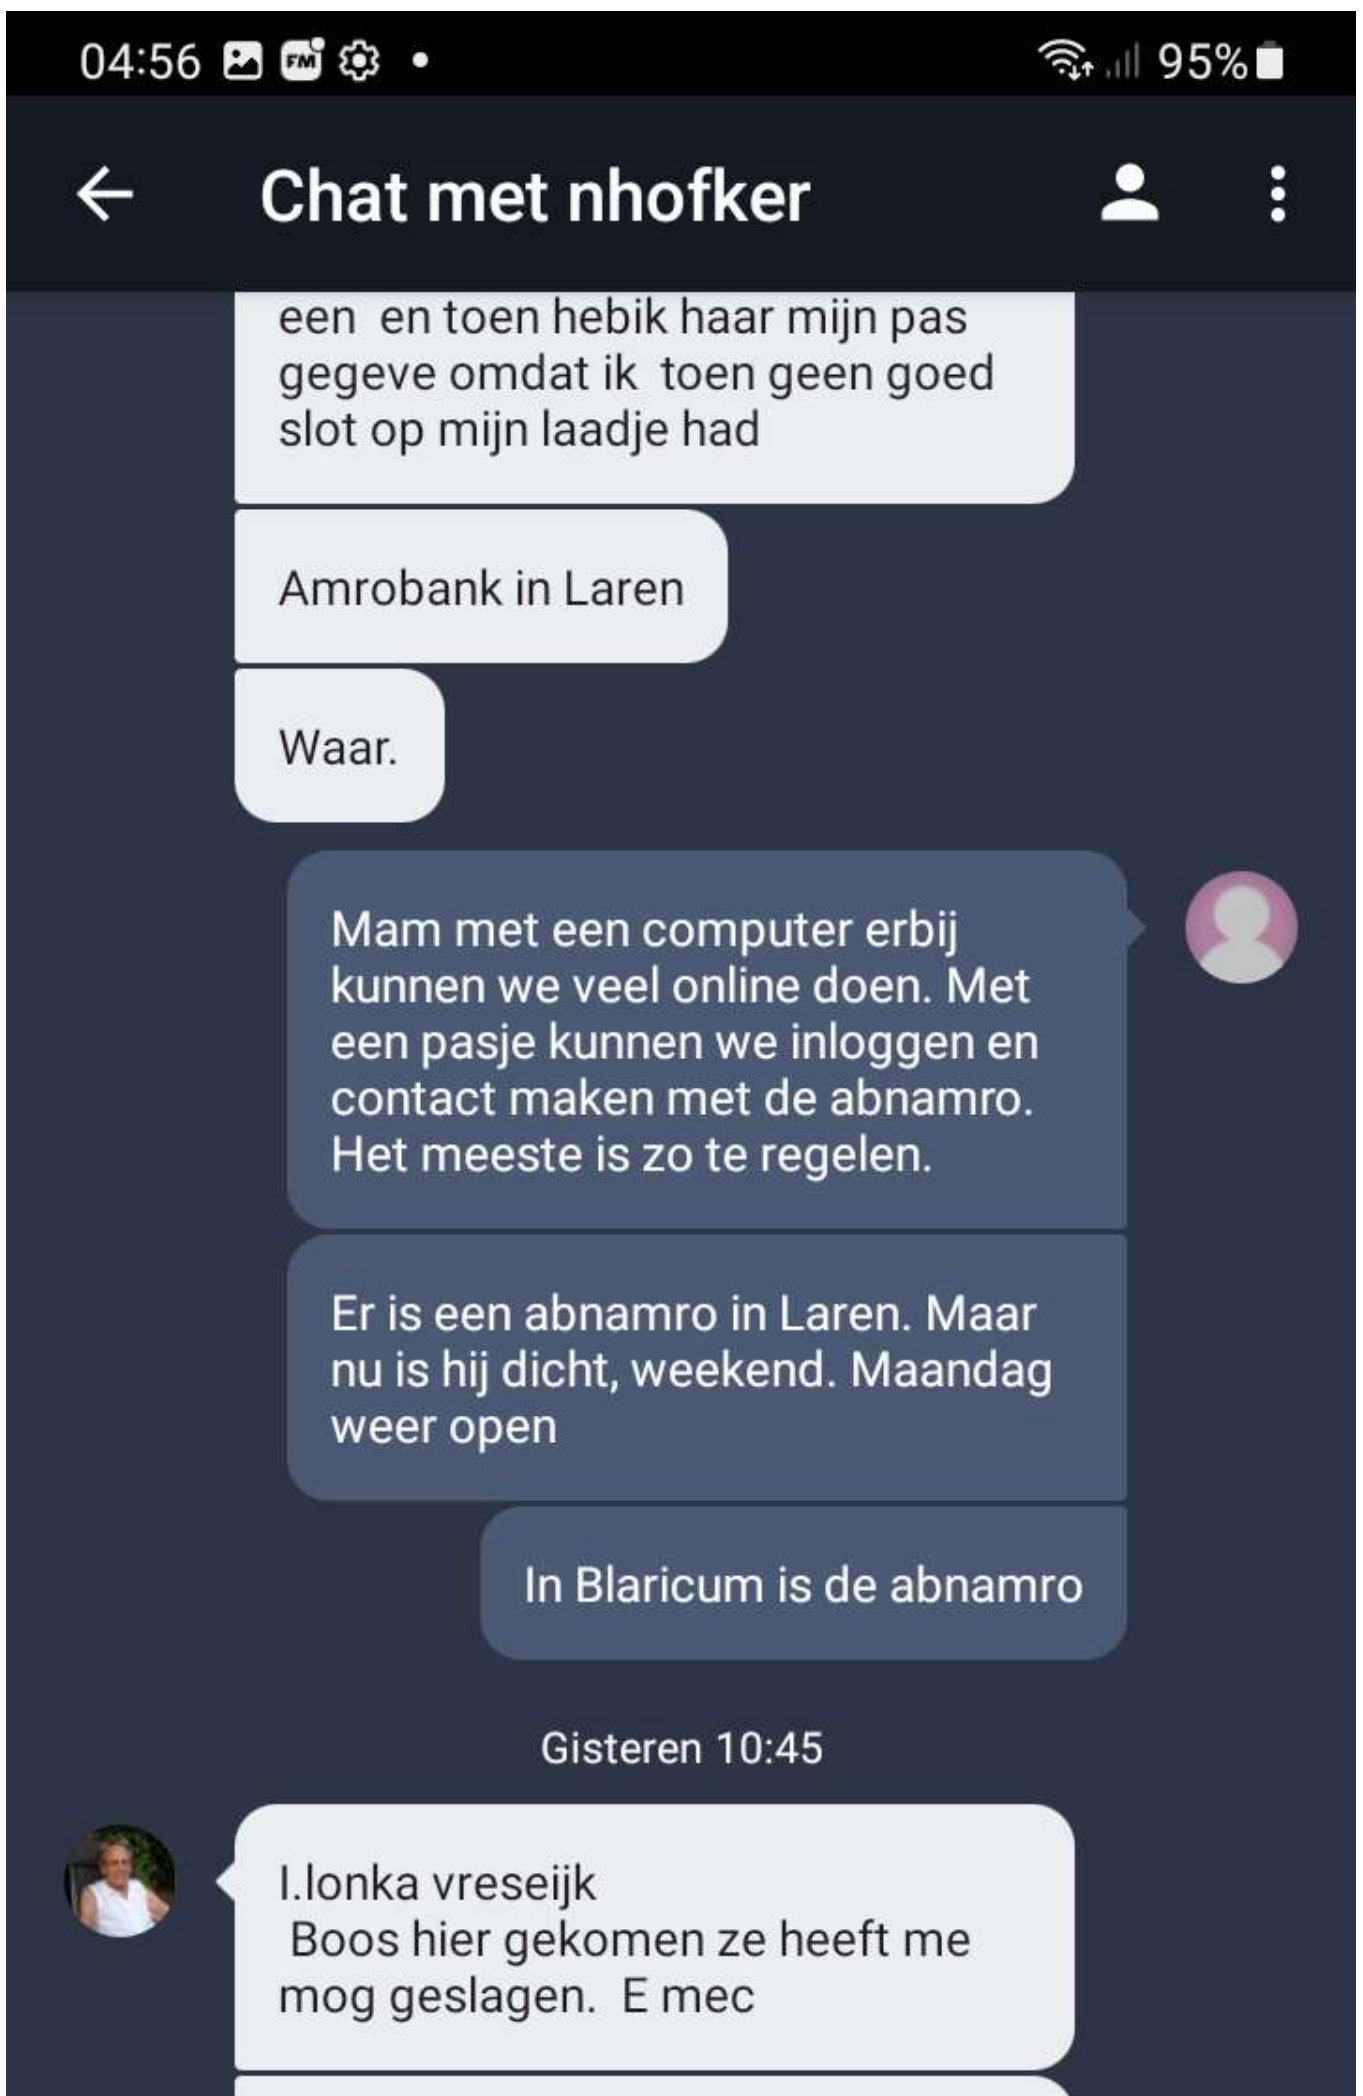 04:56 FM 95%
Chat met nhofker
een en toen hebik haar mijn pas
gegeve omdat ik toen geen goed
slot op mijn laadje had
Amrobank in Laren
Waar.
Mam met een computer erbij
kunnen we veel online doen. Met
een pasje kunnen we inloggen en
contact maken met de abnamro.
Het meeste is zo te regelen.
Er is een abnamro in Laren. Maar
nu is hij dicht, weekend. Maandag
weer open
In Blaricum is de abnamro
Gisteren 10:45
I.lonka vreseijk
Boos hier gekomen ze heeft me
mog geslagen. E mec